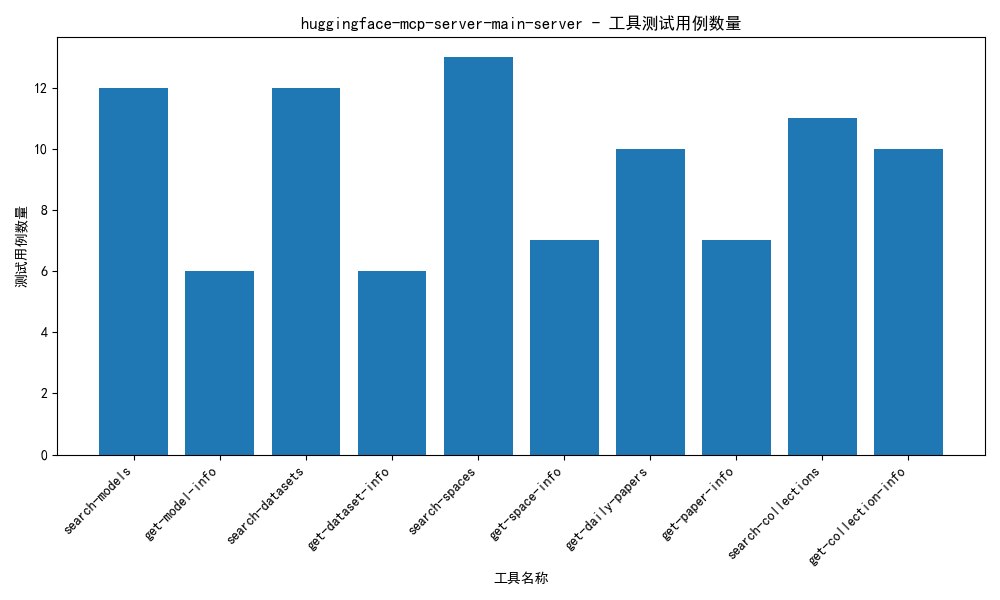 huggingface-mcp-server-main-server - 工具测试用例数量
测试用例数量
12
10
8
6
4
2
0
search-models
get-model-info
search-datasets
get-dataset-info
search-spaces
get-space-info
get-daily-papers
get-paper-info
search-collections
get-collection-info
工具名称